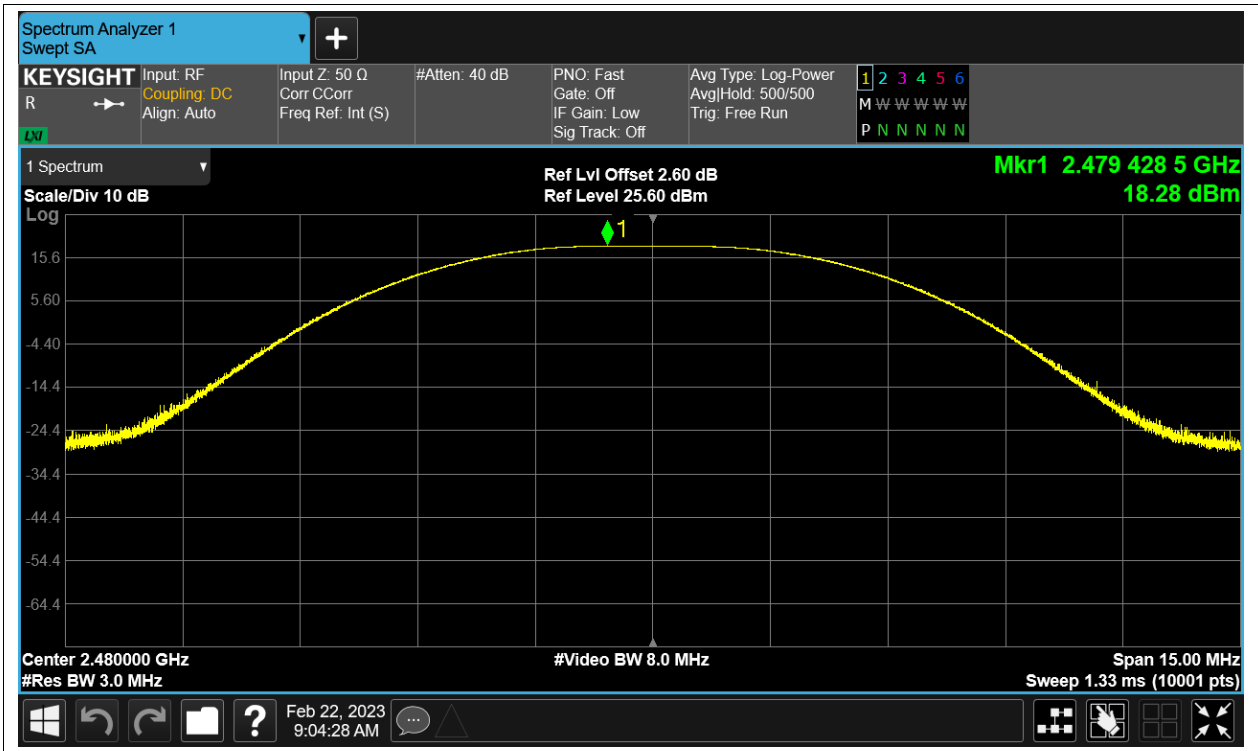 Spectrum Analyzer 1
Swept SA
KEYSIGHT
R
LXI
Input: RF
Coupling: DC
Align: Auto
Input Z: 50 Ω
Corr CCorr
Freq Ref: Int (S)
#Atten: 40 dB
PNO: Fast
Gate: Off
IF Gain: Low
Sig Track: Off
Avg Type: Log-Power
Avg|Hold: 500/500
Trig: Free Run
1 2 3 4 5 6
M W W W W W
P N N N N N
1 Spectrum
Scale/Div 10 dB
Log
Ref Lvl Offset 2.60 dB
Ref Level 25.60 dBm
Mkr1 2.479 428 5 GHz
18.28 dBm
1
15.6
5.60
-4.40
-14.4
-24.4
-34.4
-44.4
-54.4
-64.4
Center 2.480000 GHz
#Res BW 3.0 MHz
#Video BW 8.0 MHz
Span 15.00 MHz
Sweep 1.33 ms (10001 pts)
?
Feb 22, 2023
9:04:28 AM